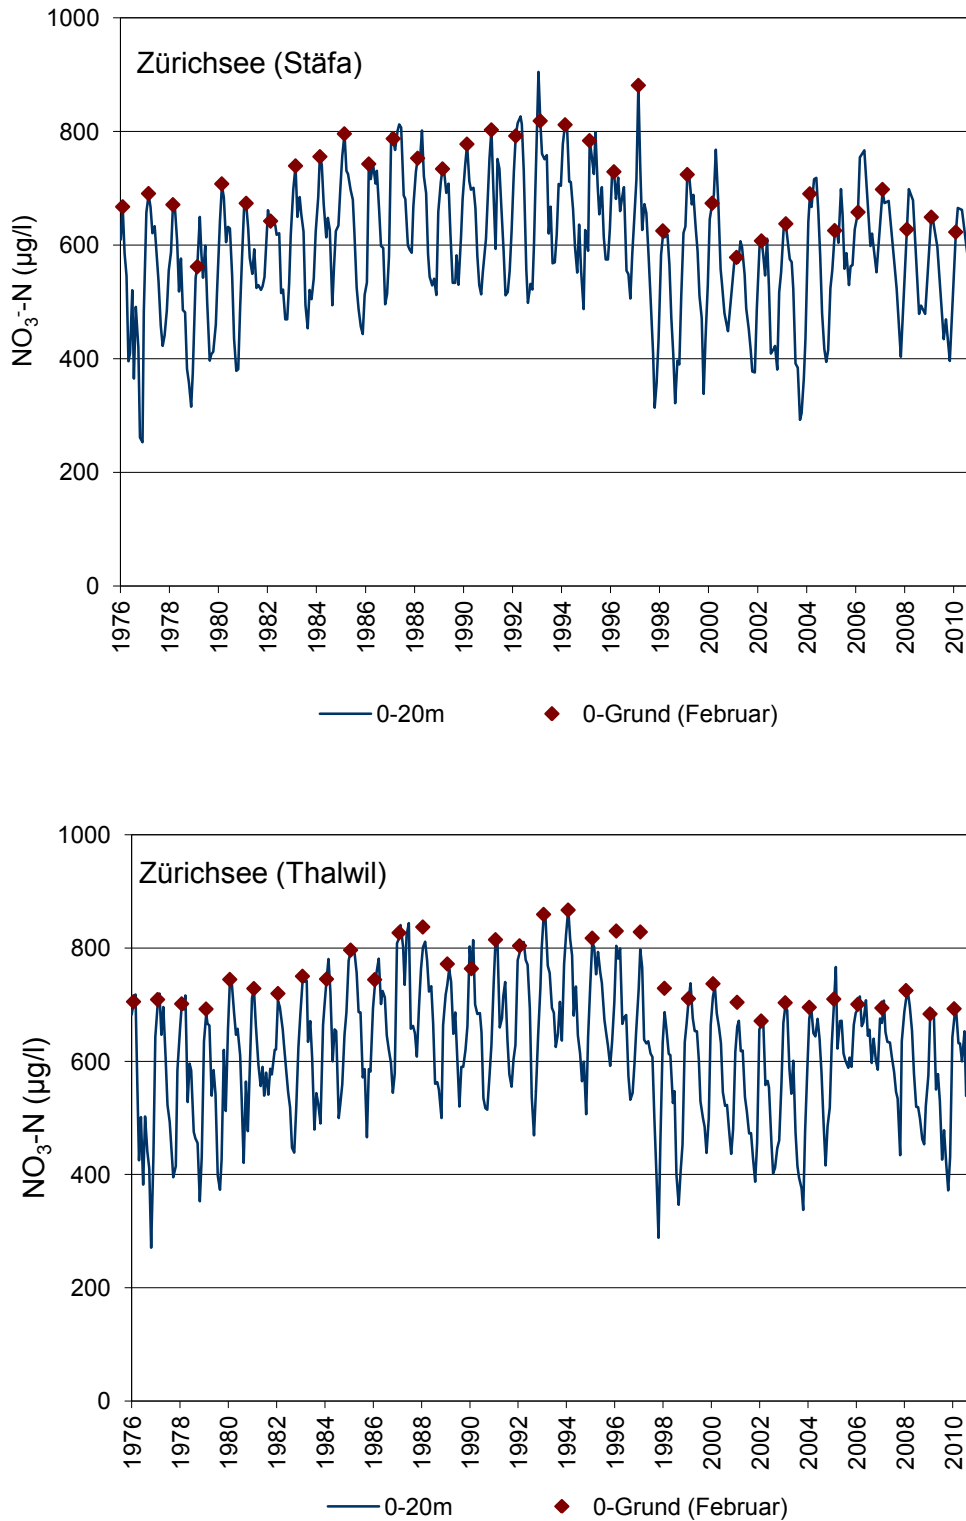 Zürichsee (Stäfa)
NO₃⁻-N (µg/l)
1000
800
600
400
200
0
1976 1978 1980 1982 1984 1986 1988 1990 1992 1994 1996 1998 2000 2002 2004 2006 2008 2010
0-20m 0-Grund (Februar)
Zürichsee (Thalwil)
NO₃-N (µg/l)
1000
800
600
400
200
0
1976 1978 1980 1982 1984 1986 1988 1990 1992 1994 1996 1998 2000 2002 2004 2006 2008 2010
0-20m 0-Grund (Februar)